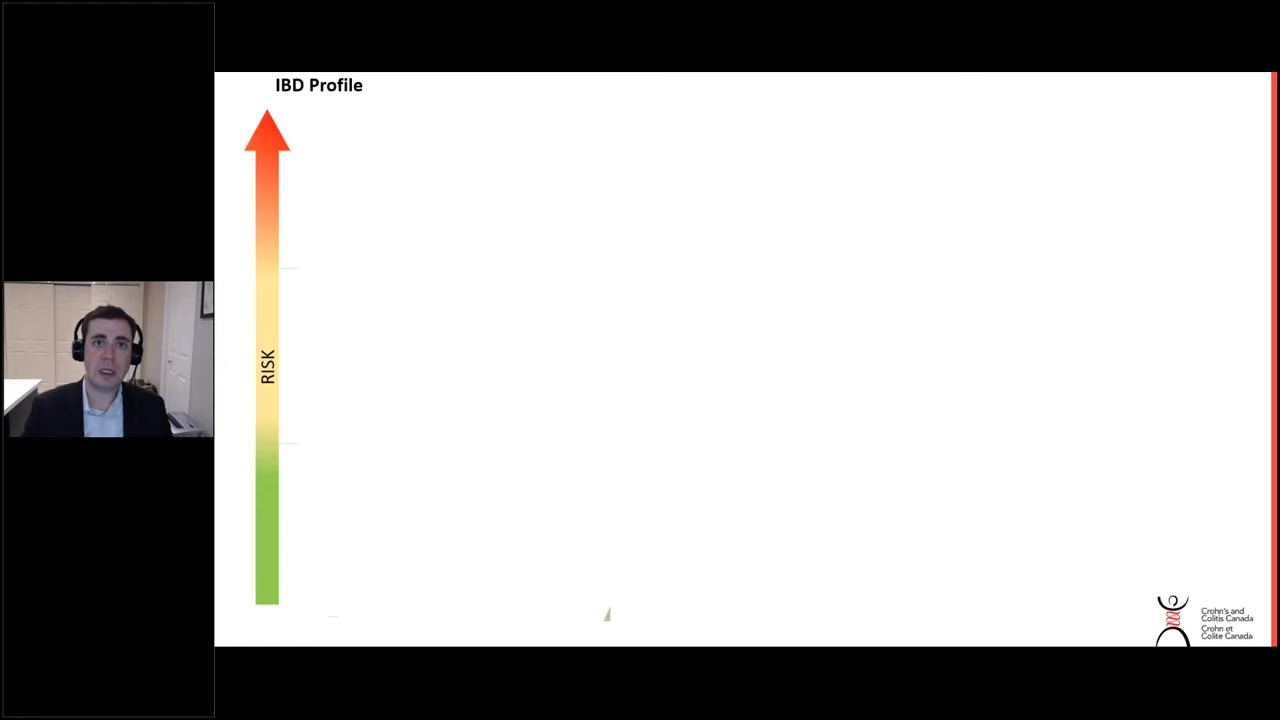 IBD Profile
RISK
Crohn's and
Colitis Canada
Crohn et
Colite Canada